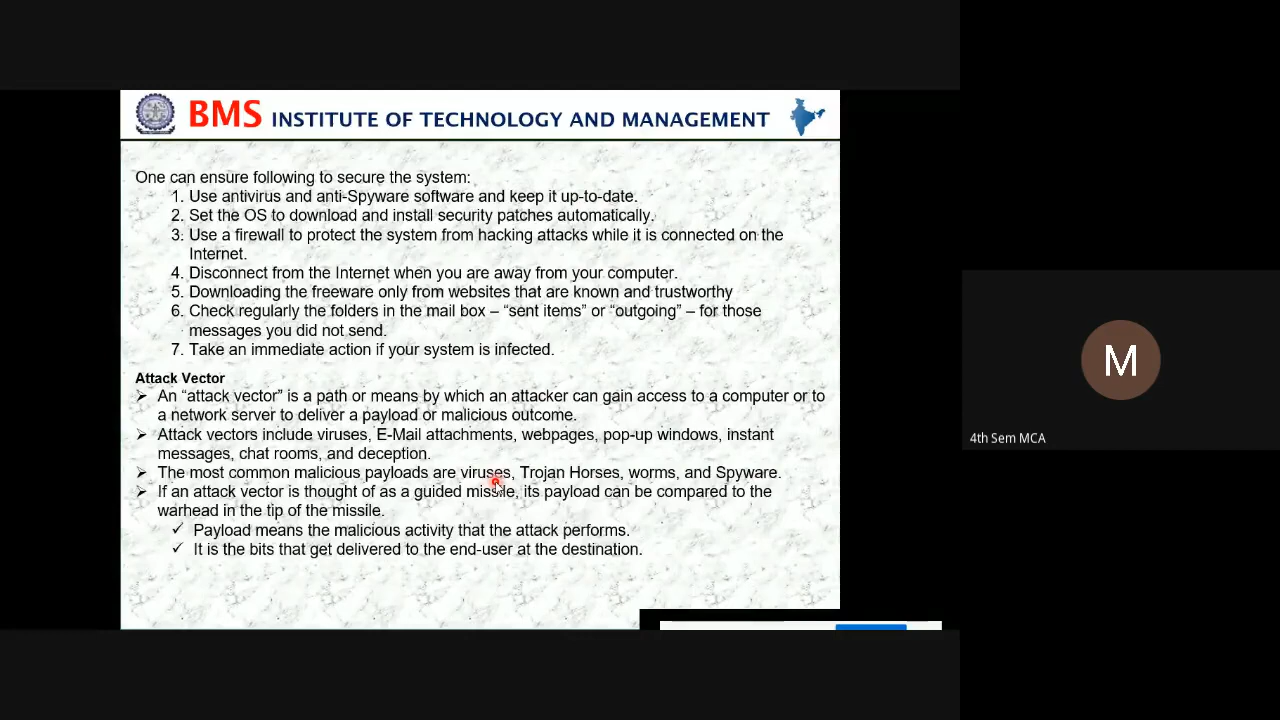 BMS INSTITUTE OF TECHNOLOGY AND MANAGEMENT
One can ensure following to secure the system:
1. Use antivirus and anti-Spyware software and keep it up-to-date.
2. Set the OS to download and install security patches automatically.
3. Use a firewall to protect the system from hacking attacks while it is connected on the
Internet.
4. Disconnect from the Internet when you are away from your computer.
5. Downloading the freeware only from websites that are known and trustworthy
6. Check regularly the folders in the mail box – “sent items” or “outgoing” – for those
messages you did not send.
7. Take an immediate action if your system is infected.
Attack Vector
➢ An “attack vector” is a path or means by which an attacker can gain access to a computer or to
a network server to deliver a payload or malicious outcome.
➢ Attack vectors include viruses, E-Mail attachments, webpages, pop-up windows, instant
messages, chat rooms, and deception.
➢ The most common malicious payloads are viruses, Trojan Horses, worms, and Spyware.
➢ If an attack vector is thought of as a guided missile, its payload can be compared to the
warhead in the tip of the missile.
✓ Payload means the malicious activity that the attack performs.
✓ It is the bits that get delivered to the end-user at the destination.
M
4th Sem MCA